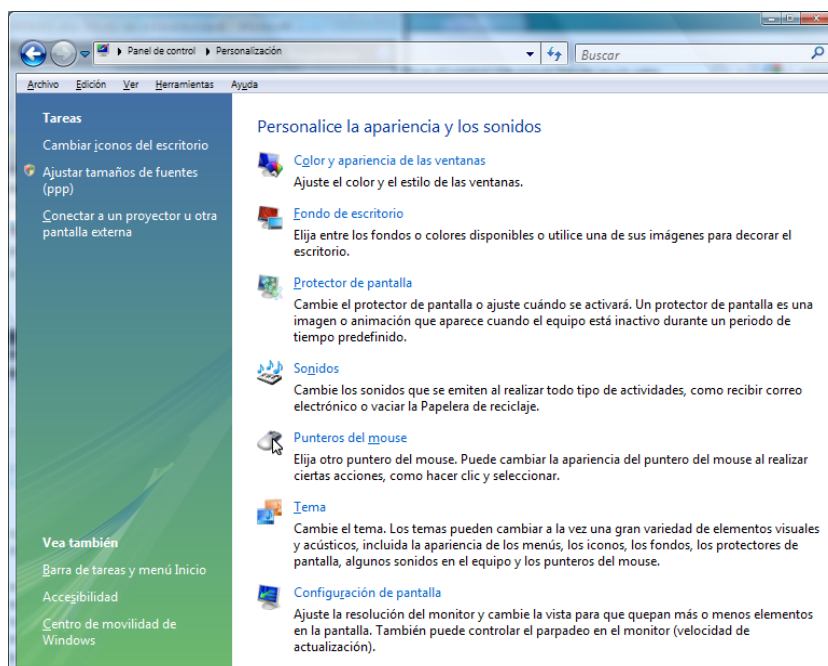 Panel de control
Personalización
Buscar
Archivo Edición Ver Herramientas Ayuda
Tareas
Cambiar iconos del escritorio
Ajustar tamaños de fuentes
(ppp)
Conectar a un proyector u otra
pantalla externa
Vea también
Barra de tareas y menú Inicio
Accesibilidad
Centro de movilidad de
Windows
Personalice la apariencia y los sonidos
Color y apariencia de las ventanas
Ajuste el color y el estilo de las ventanas.
Fondo de escritorio
Elija entre los fondos o colores disponibles o utilice una de sus imágenes para decorar el
escritorio.
Protector de pantalla
Cambie el protector de pantalla o ajuste cuándo se activará. Un protector de pantalla es una
imagen o animación que aparece cuando el equipo está inactivo durante un periodo de
tiempo predefinido.
Sonidos
Cambie los sonidos que se emiten al realizar todo tipo de actividades, como recibir correo
electrónico o vaciar la Papelera de reciclaje.
Punteros del mouse
Elija otro puntero del mouse. Puede cambiar la apariencia del puntero del mouse al realizar
ciertas acciones, como hacer clic y seleccionar.
Tema
Cambie el tema. Los temas pueden cambiar a la vez una gran variedad de elementos visuales
y acústicos, incluida la apariencia de los menús, los iconos, los fondos, los protectores de
pantalla, algunos sonidos en el equipo y los punteros del mouse.
Configuración de pantalla
Ajuste la resolución del monitor y cambie la vista para que quepan más o menos elementos
en la pantalla. También puede controlar el parpadeo en el monitor (velocidad de
actualización).